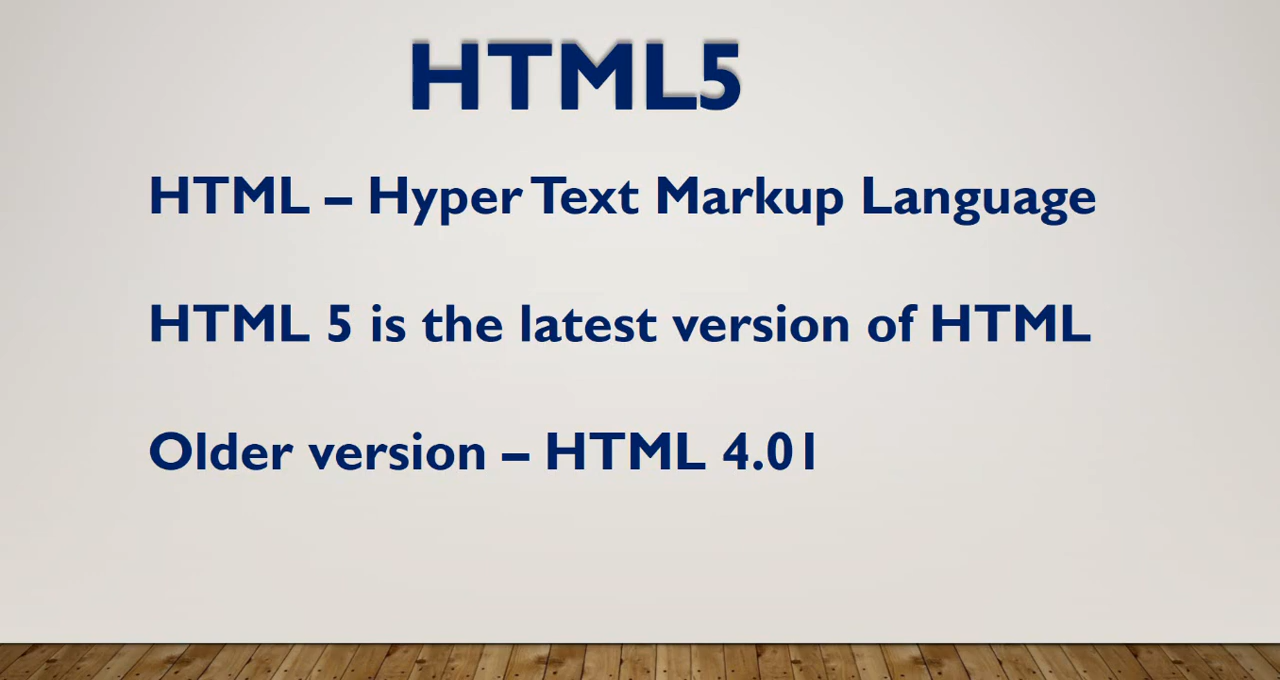 HTML5
HTML – Hyper Text Markup Language
HTML 5 is the latest version of HTML
Older version – HTML 4.01